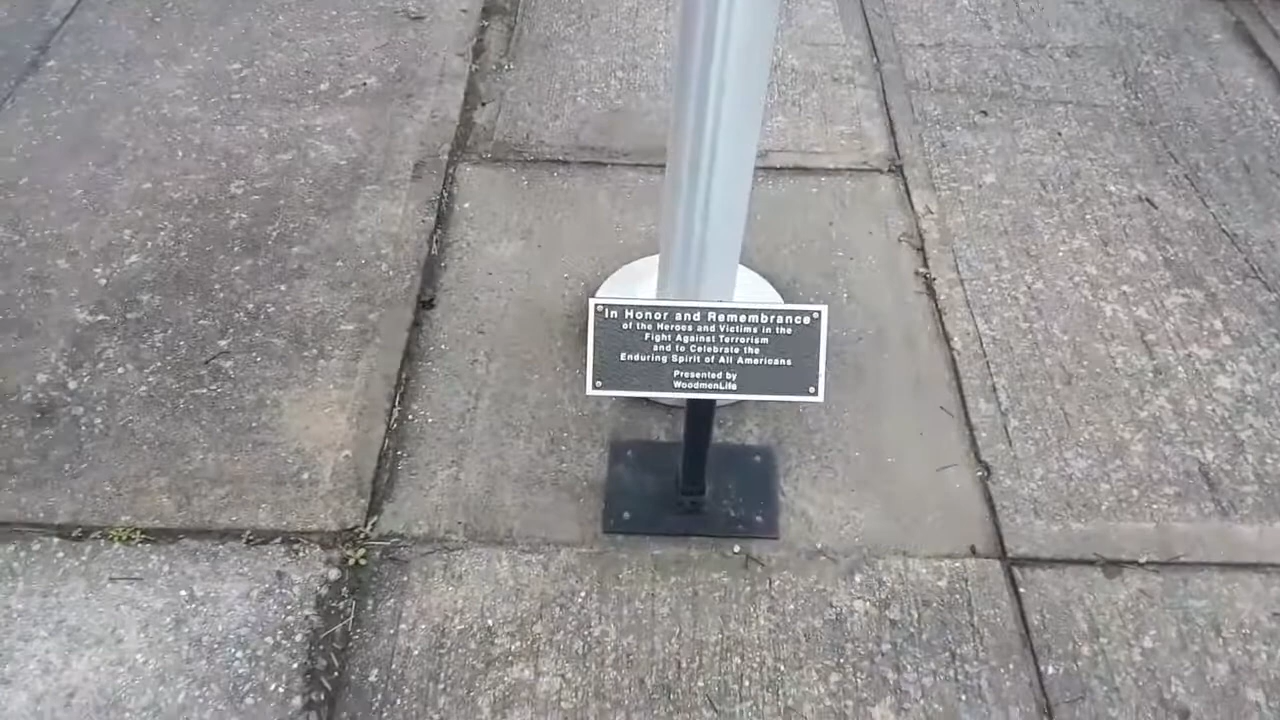 In Honor and Remembrance
of the Heroes and Victims in the
Fight Against Terrorism
and to Celebrate the
Enduring Spirit of All Americans
Presented by
WoodmenLife